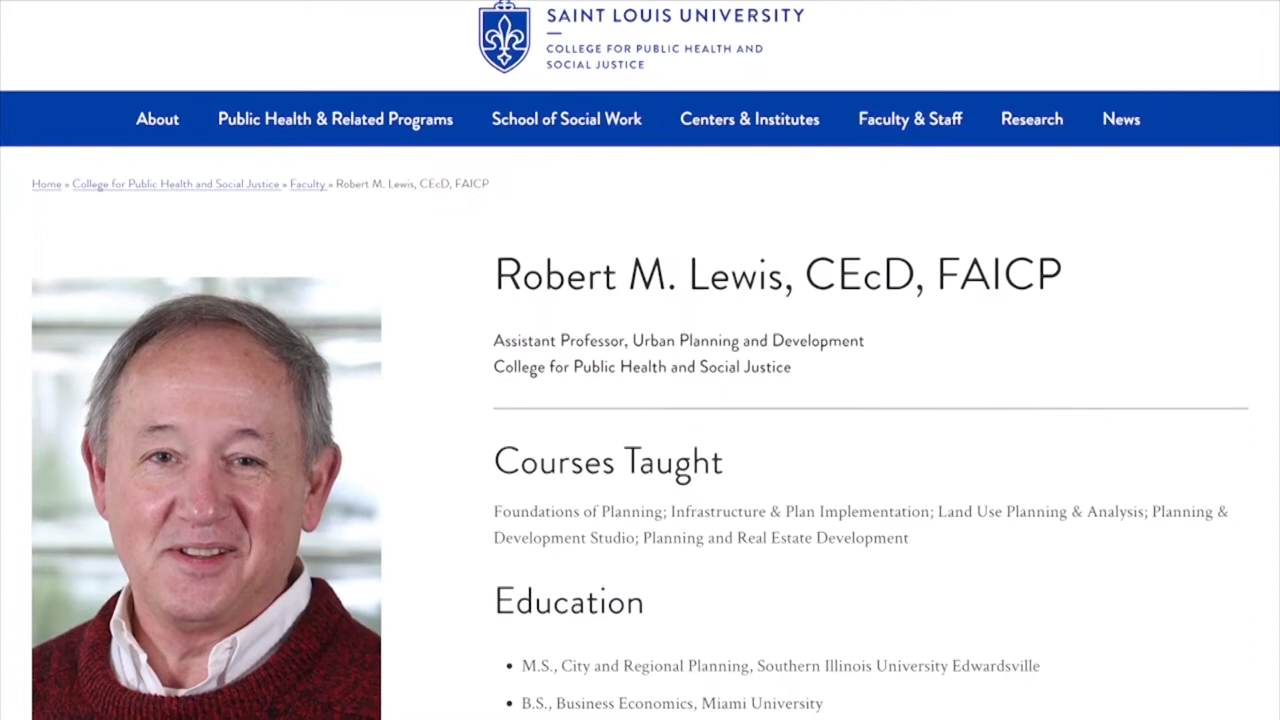 SAINT LOUIS UNIVERSITY
COLLEGE FOR PUBLIC HEALTH AND
SOCIAL JUSTICE
About Public Health & Related Programs School of Social Work Centers & Institutes Faculty & Staff Research News
Home » College for Public Health and Social Justice » Faculty » Robert M. Lewis, CEcD, FAICP
Robert M. Lewis, CEcD, FAICP
Assistant Professor, Urban Planning and Development
College for Public Health and Social Justice
Courses Taught
Foundations of Planning; Infrastructure & Plan Implementation; Land Use Planning & Analysis; Planning &
Development Studio; Planning and Real Estate Development
Education
• M.S., City and Regional Planning, Southern Illinois University Edwardsville
• B.S., Business Economics, Miami University